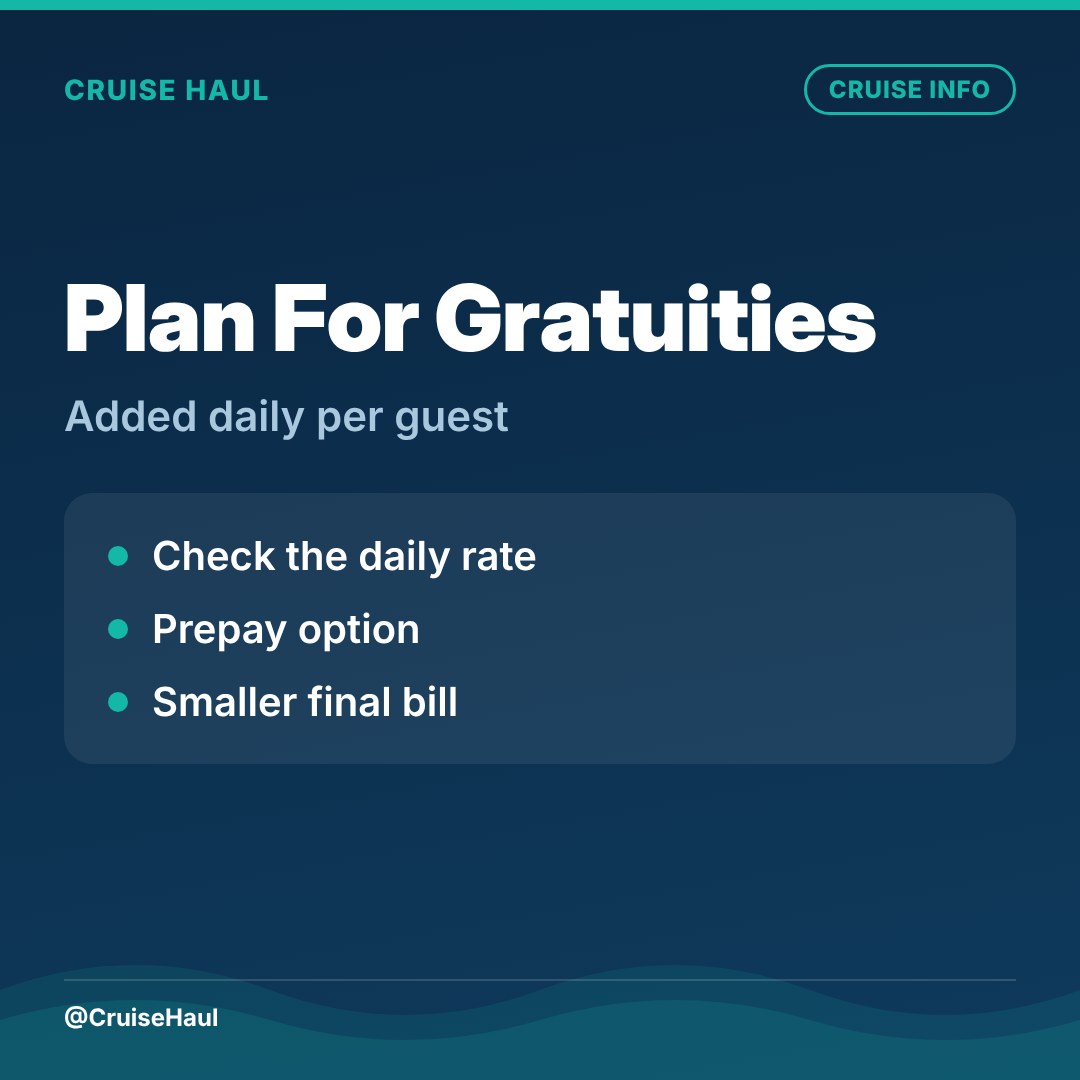 CRUISE HAUL
CRUISE INFO
Plan For Gratuities
Added daily per guest
Check the daily rate
Prepay option
Smaller final bill
@CruiseHaul